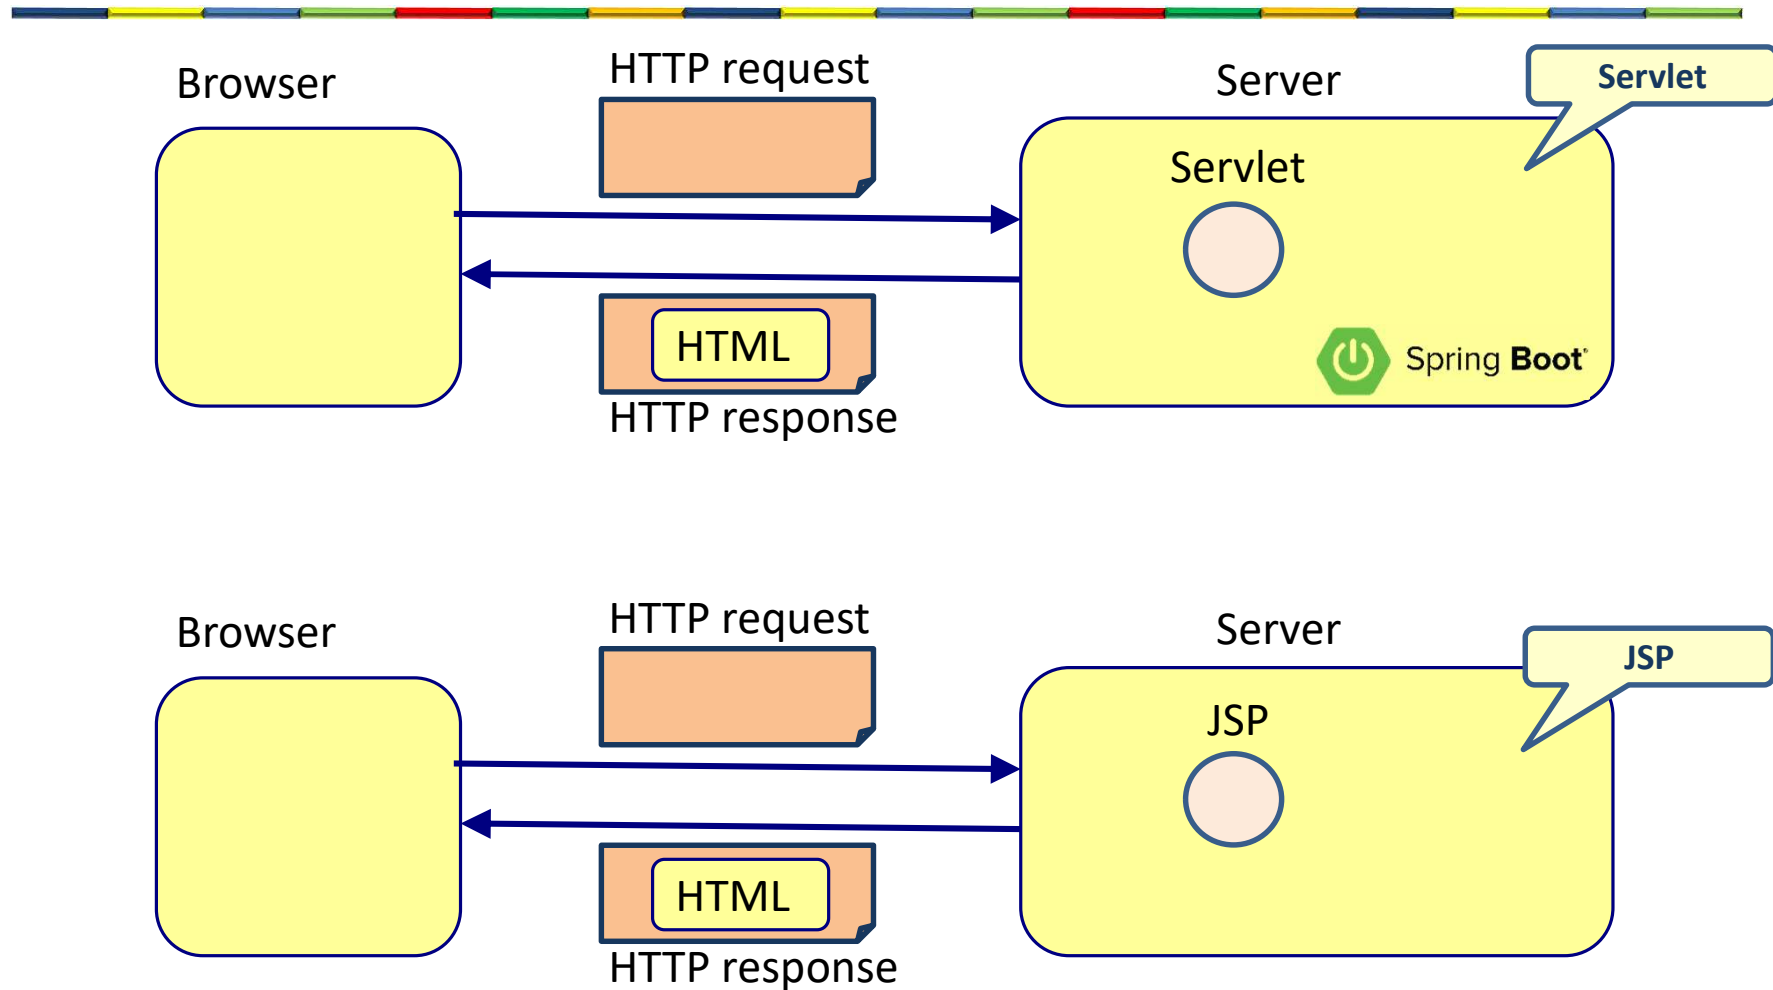 Browser
HTTP request
Server
Servlet
Servlet
HTML
Spring Boot
HTTP response
Browser
HTTP request
Server
JSP
JSP
HTML
HTTP response